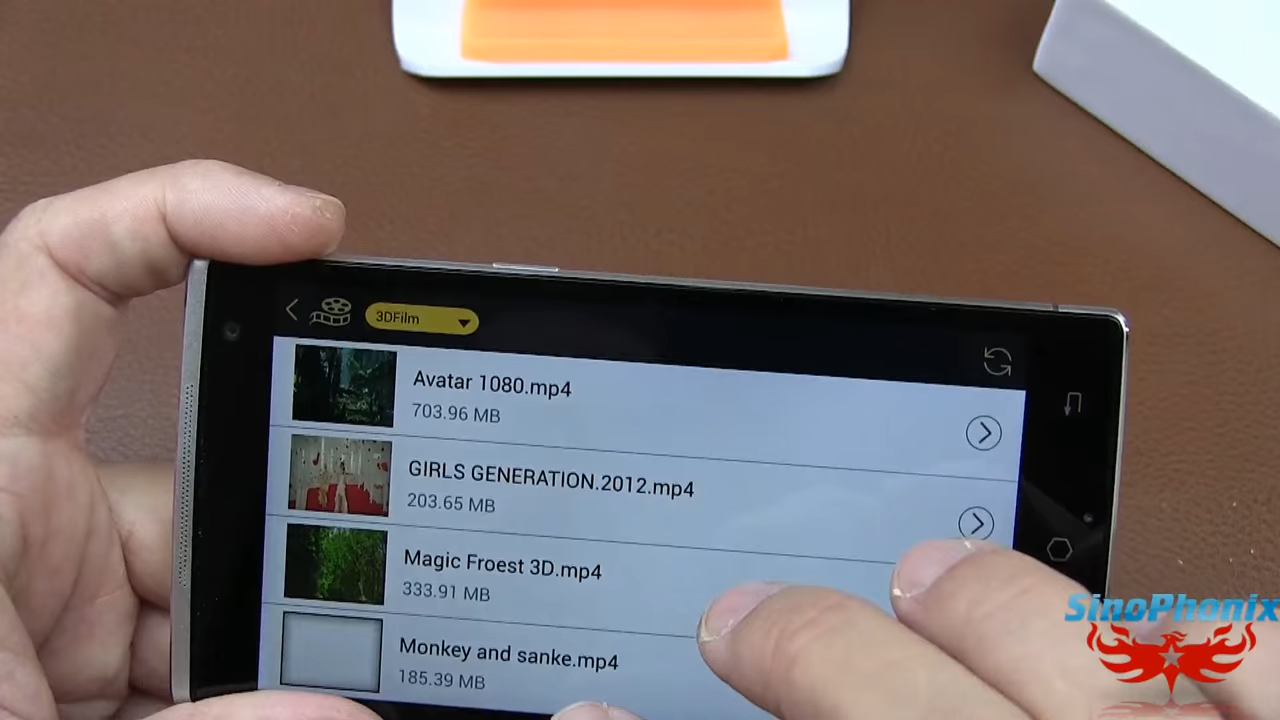 3DFilm
Avatar 1080.mp4
703.96 MB
GIRLS GENERATION.2012.mp4
203.65 MB
Magic Froest 3D.mp4
333.91 MB
Monkey and sanke.mp4
185.39 MB
SinoPhonix